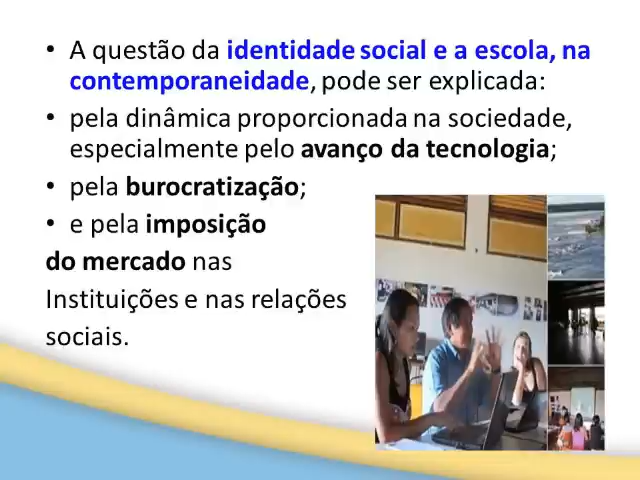 • A questão da identidade social e a escola, na
contemporaneidade, pode ser explicada:
• pela dinâmica proporcionada na sociedade,
especialmente pelo avanço da tecnologia;
• pela burocratização;
• e pela imposição
do mercado nas
Instituições e nas relações
sociais.